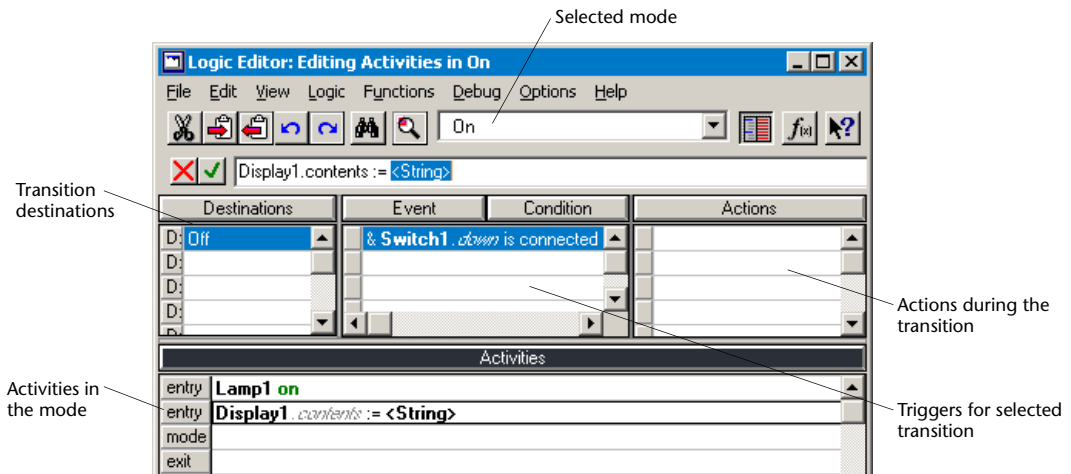 Selected mode
Logic Editor: Editing Activities in On
File Edit View Logic Functions Debug Options Help
On
f(x)
?
Display1.contents := <String>
Transition
destinations
Destinations Event Condition Actions
D: Off & Switch1.down is connected
D:
D:
D:
D:
Actions during the
transition
Activities
Activities in
the mode
entry Lamp1 on
entry Display1.contents := <String>
mode
exit
Triggers for selected
transition